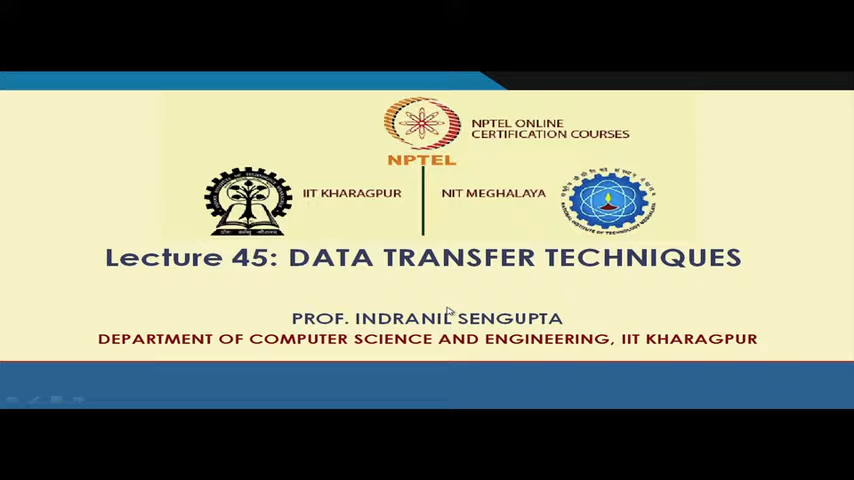 NPTEL ONLINE
CERTIFICATION COURSES
NPTEL
IIT KHARAGPUR
NIT MEGHALAYA
Lecture 45: DATA TRANSFER TECHNIQUES
PROF. INDRANIL SENGUPTA
DEPARTMENT OF COMPUTER SCIENCE AND ENGINEERING, IIT KHARAGPUR